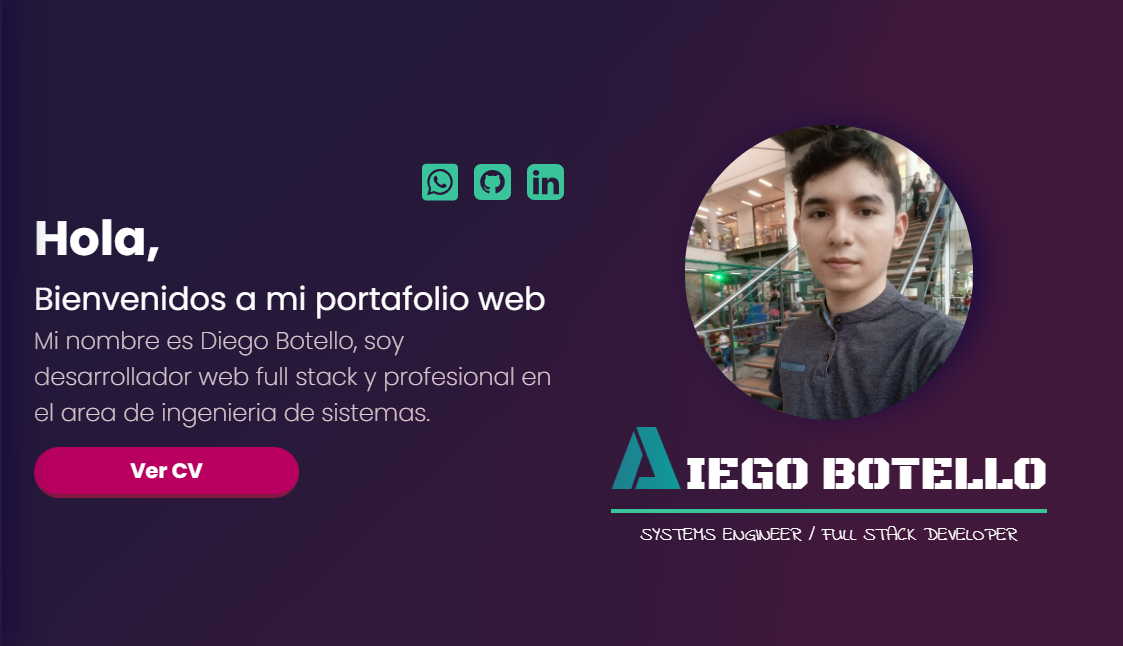 Hola,
Bienvenidos a mi portafolio web
Mi nombre es Diego Botello, soy
desarrollador web full stack y profesional en
el area de ingenieria de sistemas.
Ver CV
DIEGO BOTELLO
SYSTEMS ENGINEER / FULL STACK DEVELOPER